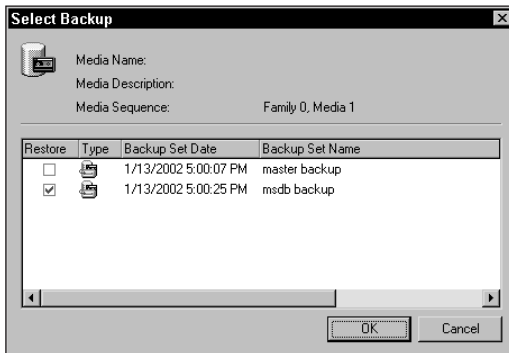 Select Backup
Media Name:
Media Description:
Media Sequence: Family 0, Media 1
Restore Type Backup Set Date Backup Set Name
1/13/2002 5:00:07 PM master backup
1/13/2002 5:00:25 PM msdb backup
OK Cancel